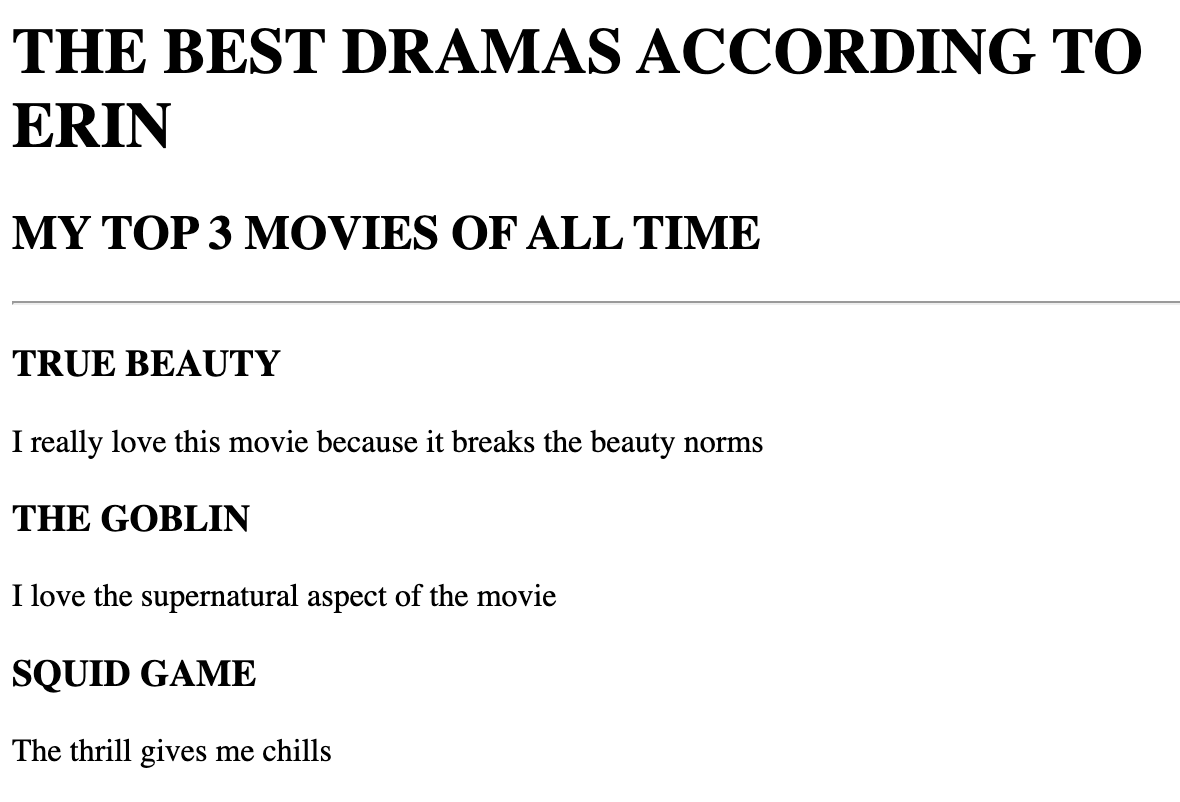 THE BEST DRAMAS ACCORDING TO
ERIN
MY TOP 3 MOVIES OF ALL TIME
TRUE BEAUTY
I really love this movie because it breaks the beauty norms
THE GOBLIN
I love the supernatural aspect of the movie
SQUID GAME
The thrill gives me chills